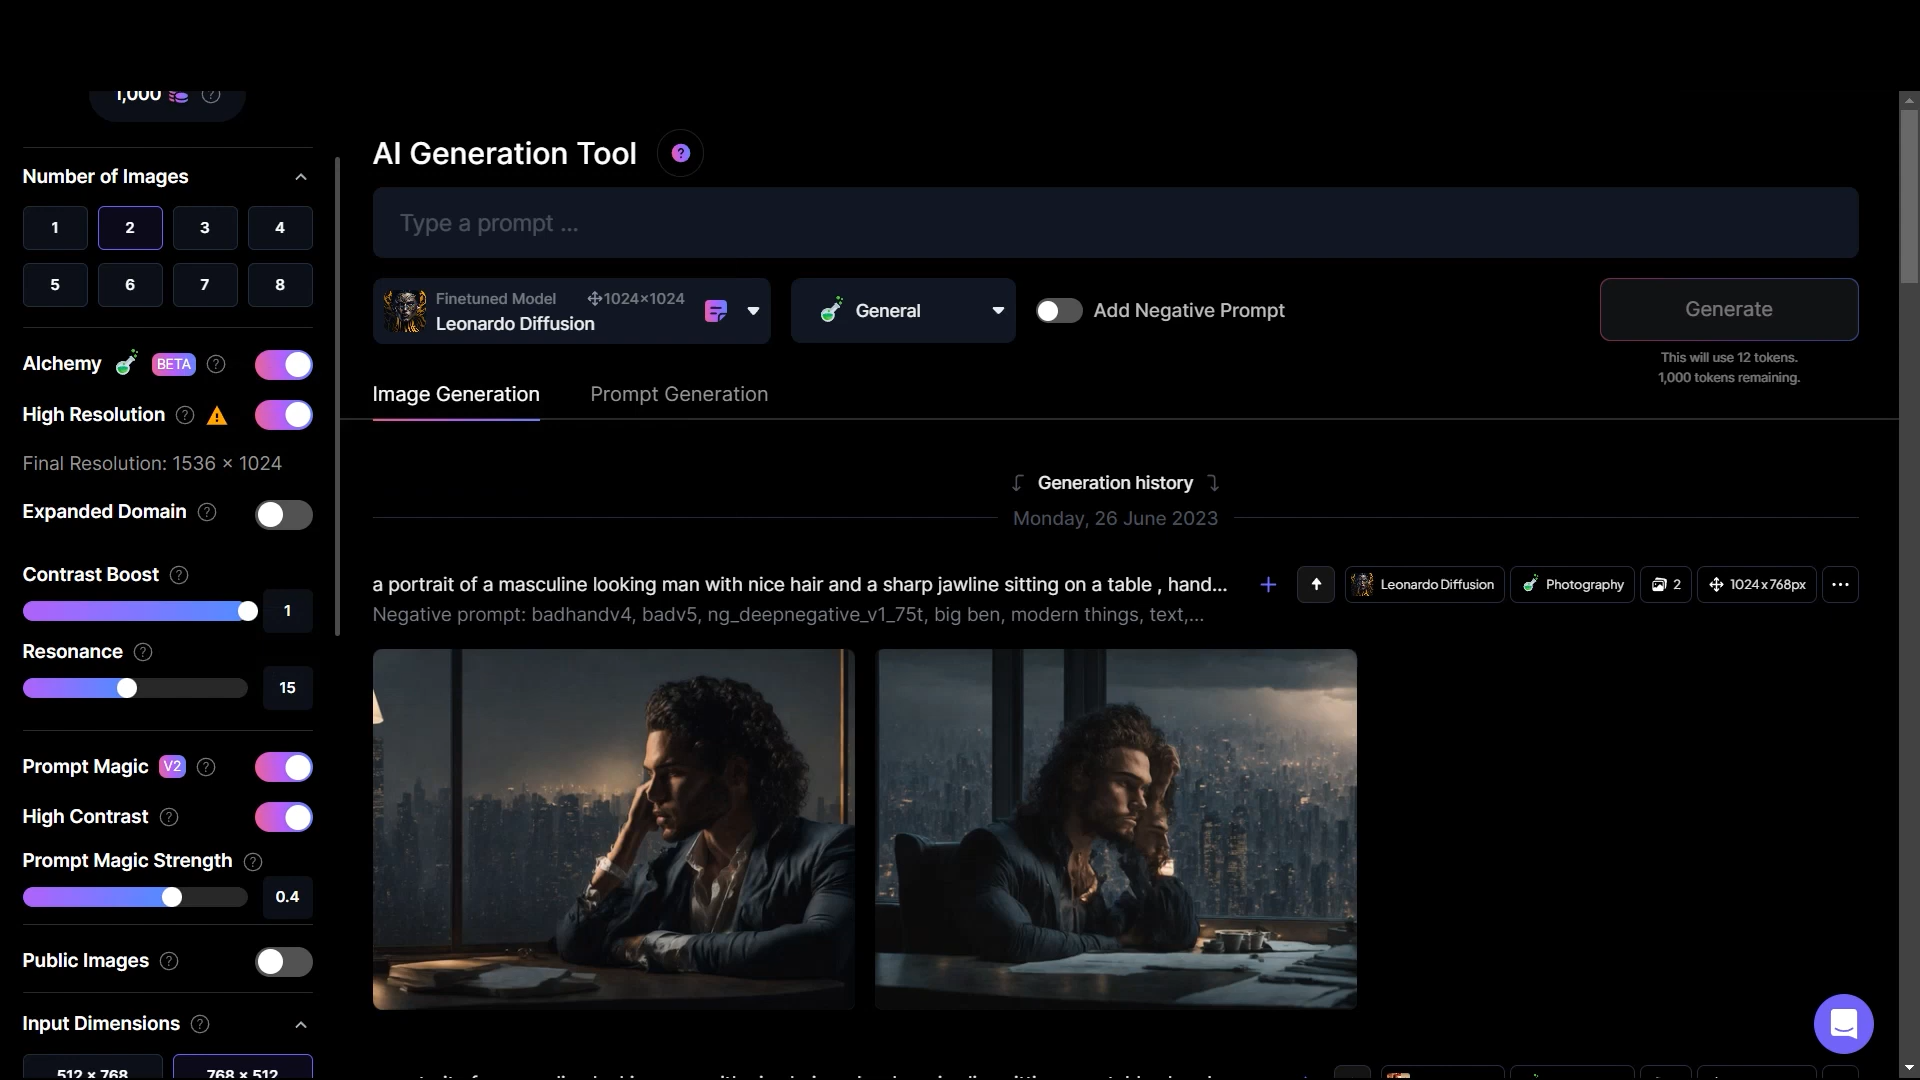 1,000
Number of Images
1 2 3 4
5 6 7 8
Alchemy BETA
High Resolution
Final Resolution: 1536 × 1024
Expanded Domain
Contrast Boost
1
Resonance
15
Prompt Magic V2
High Contrast
Prompt Magic Strength
0.4
Public Images
Input Dimensions
512 × 768 768 × 512
AI Generation Tool
Type a prompt ...
Finetuned Model 1024×1024
Leonardo Diffusion
General
Add Negative Prompt
Generate
This will use 12 tokens.
1,000 tokens remaining.
Image Generation Prompt Generation
Generation history
Monday, 26 June 2023
a portrait of a masculine looking man with nice hair and a sharp jawline sitting on a table , hand...
Leonardo Diffusion Photography 2 1024x768px
Negative prompt: badhandv4, badv5, ng_deepnegative_v1_75t, big ben, modern things, text,...